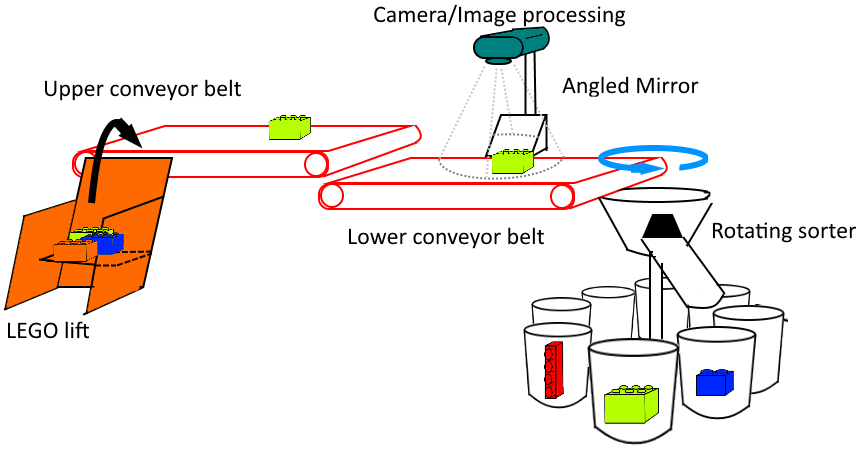 Camera/Image processing
Upper conveyor belt
Angled Mirror
Lower conveyor belt
Rotating sorter
LEGO lift